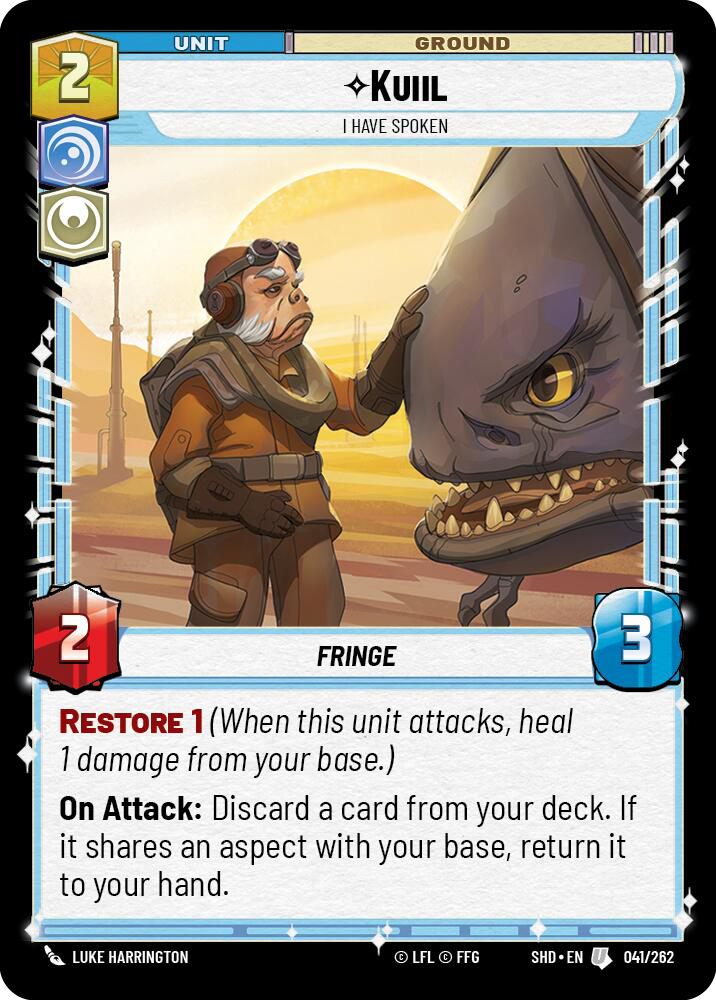 UNIT
GROUND
2
✧KUIIL
I HAVE SPOKEN
2
FRINGE
3
RESTORE 1 (When this unit attacks, heal
1 damage from your base.)
On Attack: Discard a card from your deck. If
it shares an aspect with your base, return it
to your hand.
LUKE HARRINGTON
© LFL © FFG
SHD • EN
U
041/262